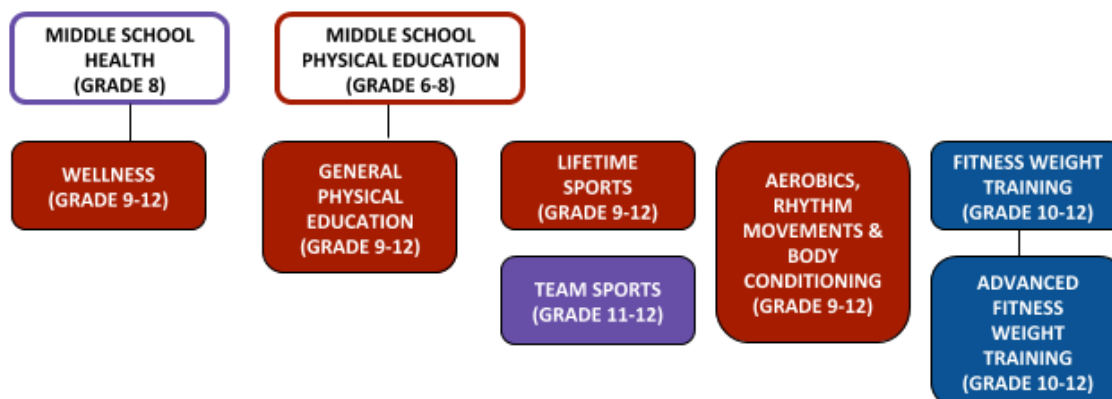 MIDDLE SCHOOL
HEALTH
(GRADE 8)
MIDDLE SCHOOL
PHYSICAL EDUCATION
(GRADE 6-8)
WELLNESS
(GRADE 9-12)
GENERAL
PHYSICAL
EDUCATION
(GRADE 9-12)
LIFETIME
SPORTS
(GRADE 9-12)
TEAM SPORTS
(GRADE 11-12)
AEROBICS,
RHYTHM
MOVEMENTS &
BODY
CONDITIONING
(GRADE 9-12)
FITNESS WEIGHT
TRAINING
(GRADE 10-12)
ADVANCED
FITNESS
WEIGHT
TRAINING
(GRADE 10-12)